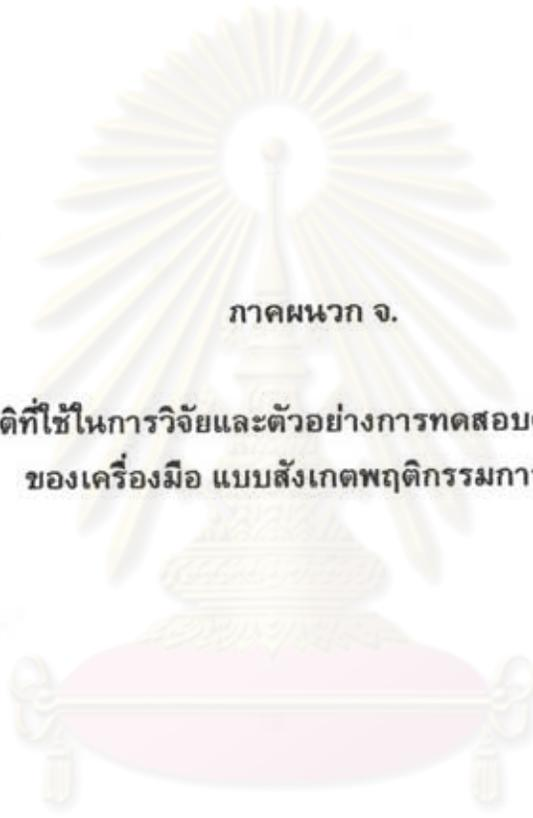 ภาคผนวก จ.
ติที่ใช้ในการวิจัยและตัวอย่างการทดสอบ
ของเครื่องมือ แบบสังเกตพฤติกรรมกา